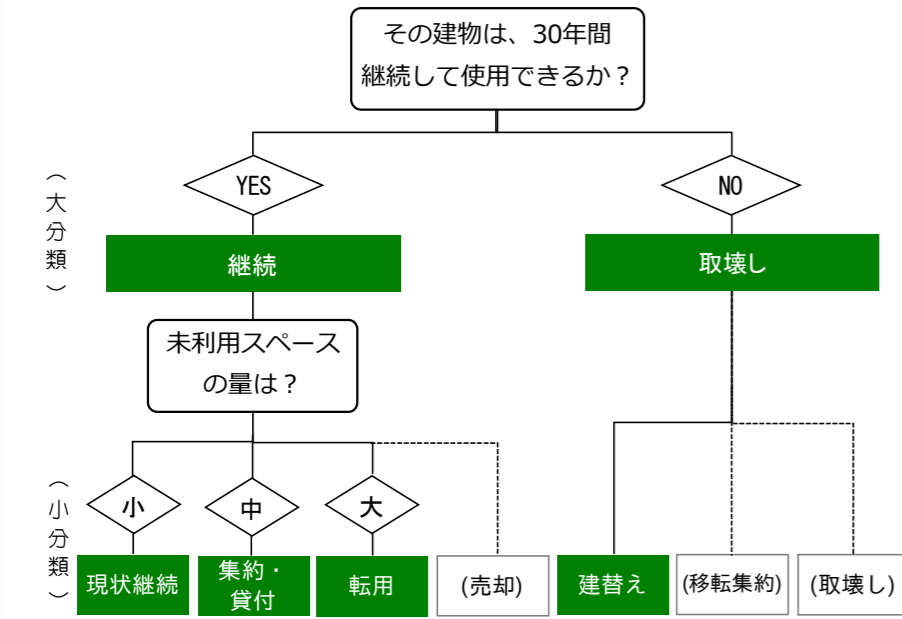 その建物は、30年間
継続して使用できるか？
YES
NO
（大分類）
継続
取壊し
未利用スペース
の量は？
小
中
大
（小分類）
現状継続
集約・
貸付
転用
(売却)
建替え
(移転集約)
(取壊し)